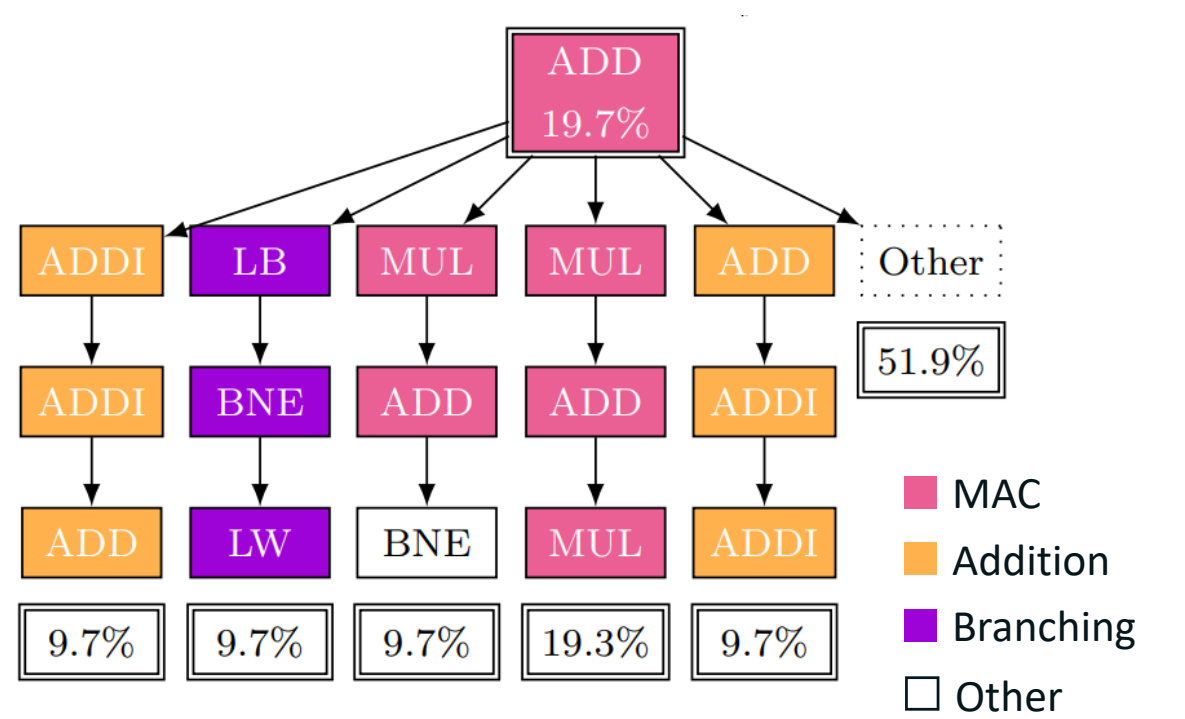 ADD
19.7%
ADDI LB MUL MUL ADD Other
ADDI BNE ADD ADD ADDI 51.9%
ADD LW BNE MUL ADDI
9.7% 9.7% 9.7% 19.3% 9.7%
MAC
Addition
Branching
Other